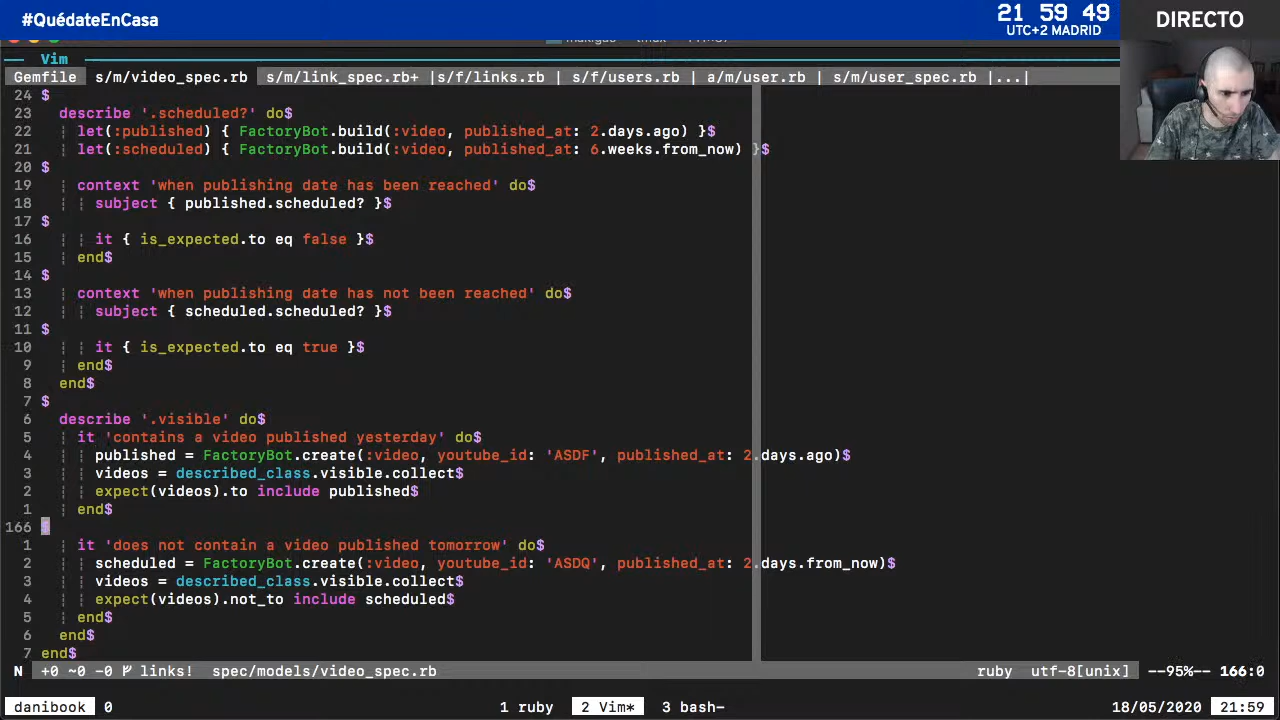 #QuédateEnCasa
21 59 49
UTC+2 MADRID
DIRECTO
Vim
Gemfile s/m/video_spec.rb s/m/link_spec.rb+ |s/f/links.rb | s/f/users.rb | a/m/user.rb | s/m/user_spec.rb |...|
24 $
23 describe '.scheduled?' do$
22 ¦ let(:published) { FactoryBot.build(:video, published_at: 2.days.ago) }$
21 ¦ let(:scheduled) { FactoryBot.build(:video, published_at: 6.weeks.from_now) }$
20 $
19 ¦ context 'when publishing date has been reached' do$
18 ¦ ¦ subject { published.scheduled? }$
17 $
16 ¦ ¦ it { is_expected.to eq false }$
15 ¦ end$
14 $
13 ¦ context 'when publishing date has not been reached' do$
12 ¦ ¦ subject { scheduled.scheduled? }$
11 $
10 ¦ ¦ it { is_expected.to eq true }$
9 ¦ end$
8 end$
7 $
6 describe '.visible' do$
5 ¦ it 'contains a video published yesterday' do$
4 ¦ ¦ published = FactoryBot.create(:video, youtube_id: 'ASDF', published_at: 2.days.ago)$
3 ¦ ¦ videos = described_class.visible.collect$
2 ¦ ¦ expect(videos).to include published$
1 ¦ end$
166 $
1 ¦ it 'does not contain a video published tomorrow' do$
2 ¦ ¦ scheduled = FactoryBot.create(:video, youtube_id: 'ASDQ', published_at: 2.days.from_now)$
3 ¦ ¦ videos = described_class.visible.collect$
4 ¦ ¦ expect(videos).not_to include scheduled$
5 ¦ end$
6 end$
7 end$
N +0 ~0 -0 links! spec/models/video_spec.rb ruby utf-8[unix] --95%-- 166:0
danibook 0 1 ruby 2 Vim* 3 bash- 18/05/2020 21:59